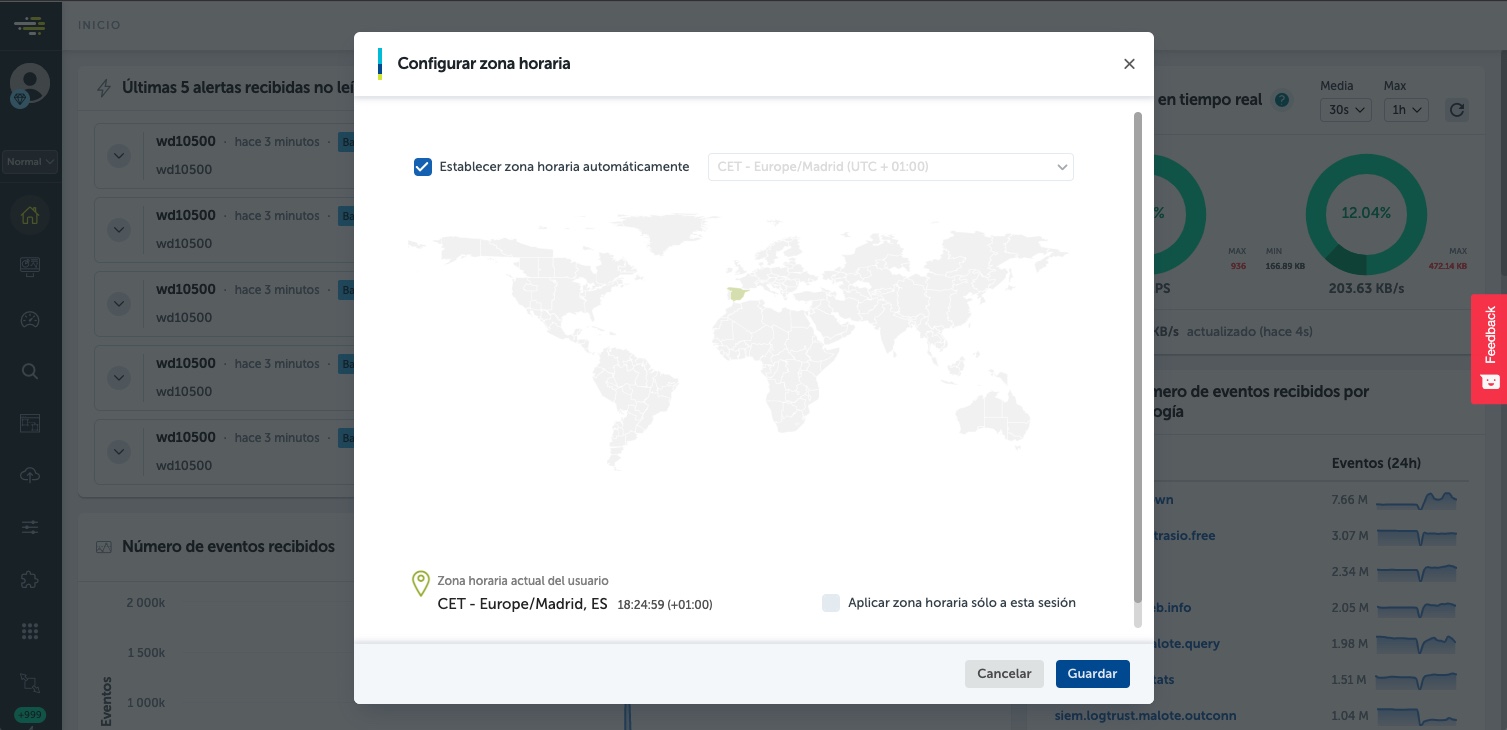 INICIO
Configurar zona horaria
Últimas 5 alertas recibidas no leí
en tiempo real
Media
Max
30s
1h
wd10500 · hace 3 minutos · Ba
wd10500
Normal
Establecer zona horaria automáticamente
CET - Europe/Madrid (UTC + 01:00)
wd10500 · hace 3 minutos · Ba
wd10500
%
12.04%
MAX
936
MIN
166.89 KB
MAX
472.14 KB
PS
203.63 KB/s
wd10500 · hace 3 minutos · Ba
wd10500
KB/s actualizado (hace 4s)
Feedback
wd10500 · hace 3 minutos · Ba
wd10500
mero de eventos recibidos por
ogía
wd10500 · hace 3 minutos · Ba
wd10500
Eventos (24h)
wn 7.66 M
trasio.free 3.07 M
2.34 M
eb.info 2.05 M
alote.query 1.98 M
tats 1.51 M
siem.logtrust.malote.outconn 1.04 M
Número de eventos recibidos
2 000k
1 500k
1 000k
Eventos
+999
Zona horaria actual del usuario
CET - Europe/Madrid, ES 18:24:59 (+01:00)
Aplicar zona horaria sólo a esta sesión
Cancelar
Guardar